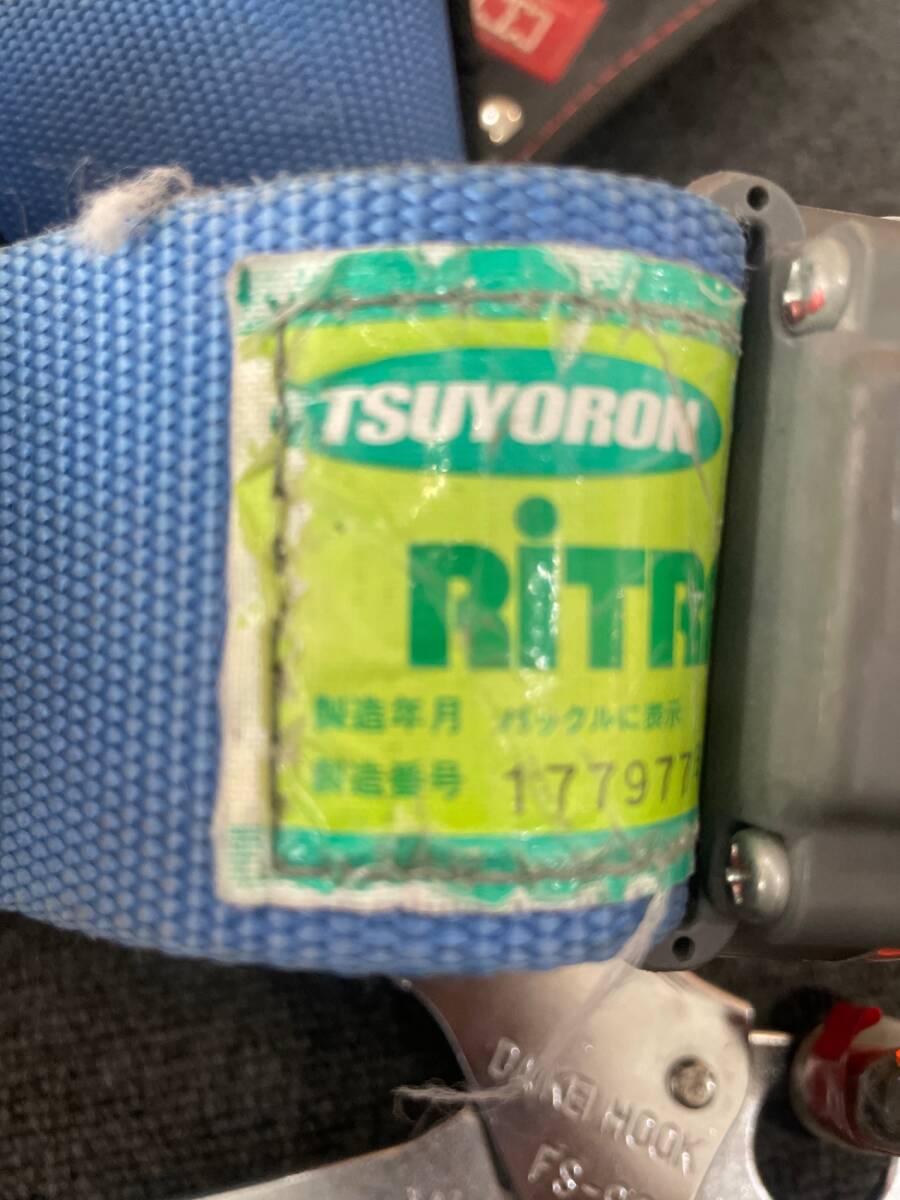 TSUYORON
RiTR
製造年月 バックルに表示
製造番号 177977
DAIKEI HOOK
FS-